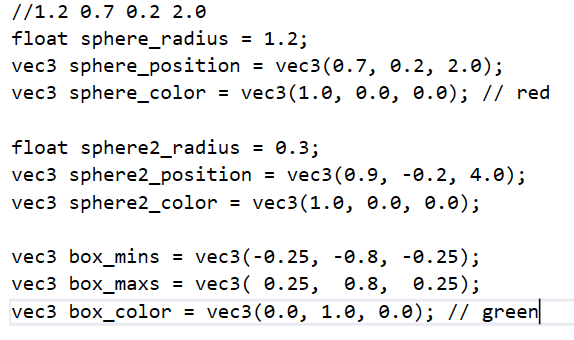 //1.2 0.7 0.2 2.0
float sphere_radius = 1.2;
vec3 sphere_position = vec3(0.7, 0.2, 2.0);
vec3 sphere_color = vec3(1.0, 0.0, 0.0); // red

float sphere2_radius = 0.3;
vec3 sphere2_position = vec3(0.9, -0.2, 4.0);
vec3 sphere2_color = vec3(1.0, 0.0, 0.0);

vec3 box_mins = vec3(-0.25, -0.8, -0.25);
vec3 box_maxs = vec3( 0.25,  0.8,  0.25);
vec3 box_color = vec3(0.0, 1.0, 0.0); // green